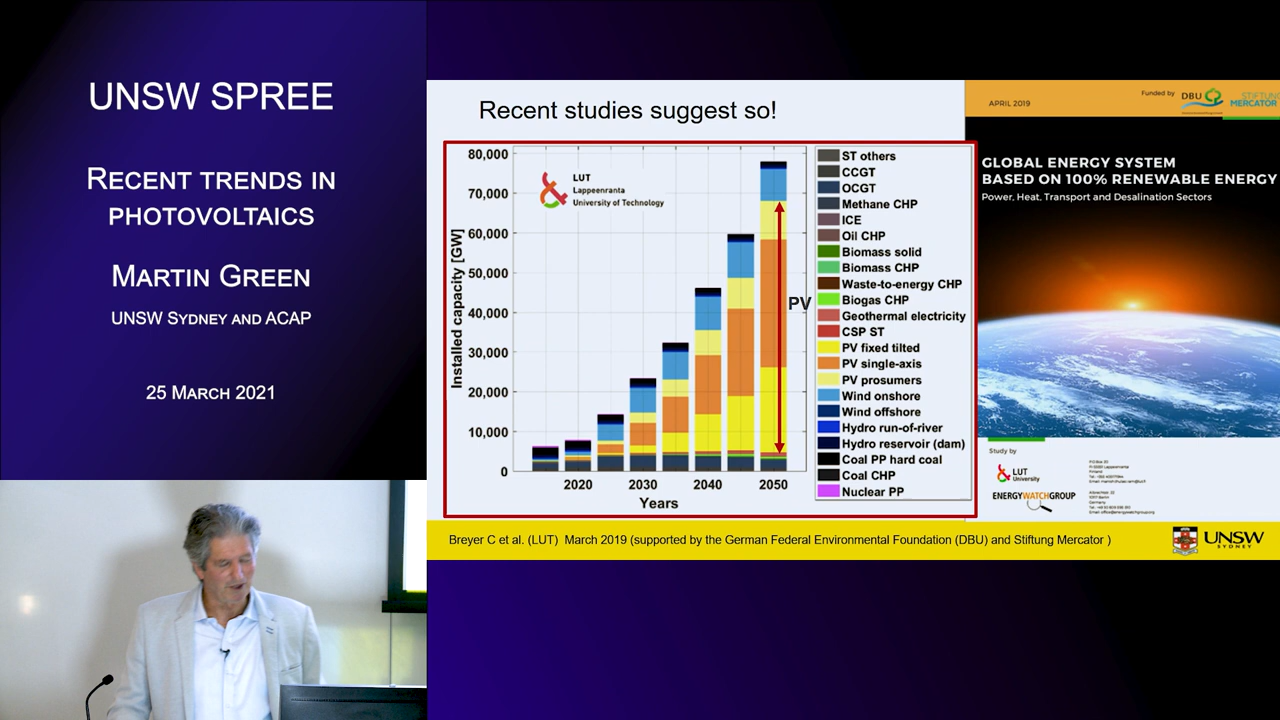 UNSW SPREE
RECENT TRENDS IN
PHOTOVOLTAICS
MARTIN GREEN
UNSW SYDNEY AND ACAP
25 MARCH 2021
Recent studies suggest so!
80,000
70,000
60,000
50,000
40,000
30,000
20,000
10,000
0
Installed capacity [GW]
LUT
Lappeenranta
University of Technology
PV
2020
2030
2040
2050
Years
ST others
CCGT
OCGT
Methane CHP
ICE
Oil CHP
Biomass solid
Biomass CHP
Waste-to-energy CHP
Biogas CHP
Geothermal electricity
CSP ST
PV fixed tilted
PV single-axis
PV prosumers
Wind onshore
Wind offshore
Hydro run-of-river
Hydro reservoir (dam)
Coal PP hard coal
Coal CHP
Nuclear PP
APRIL 2019
Funded by
DBU
STIFTUNG
MERCATOR
GLOBAL ENERGY SYSTEM
BASED ON 100% RENEWABLE ENERGY
Power, Heat, Transport and Desalination Sectors
Study by
LUT
University
ENERGYWATCHGROUP
Breyer C et al. (LUT) March 2019 (supported by the German Federal Environmental Foundation (DBU) and Stiftung Mercator )
UNSW
SYDNEY